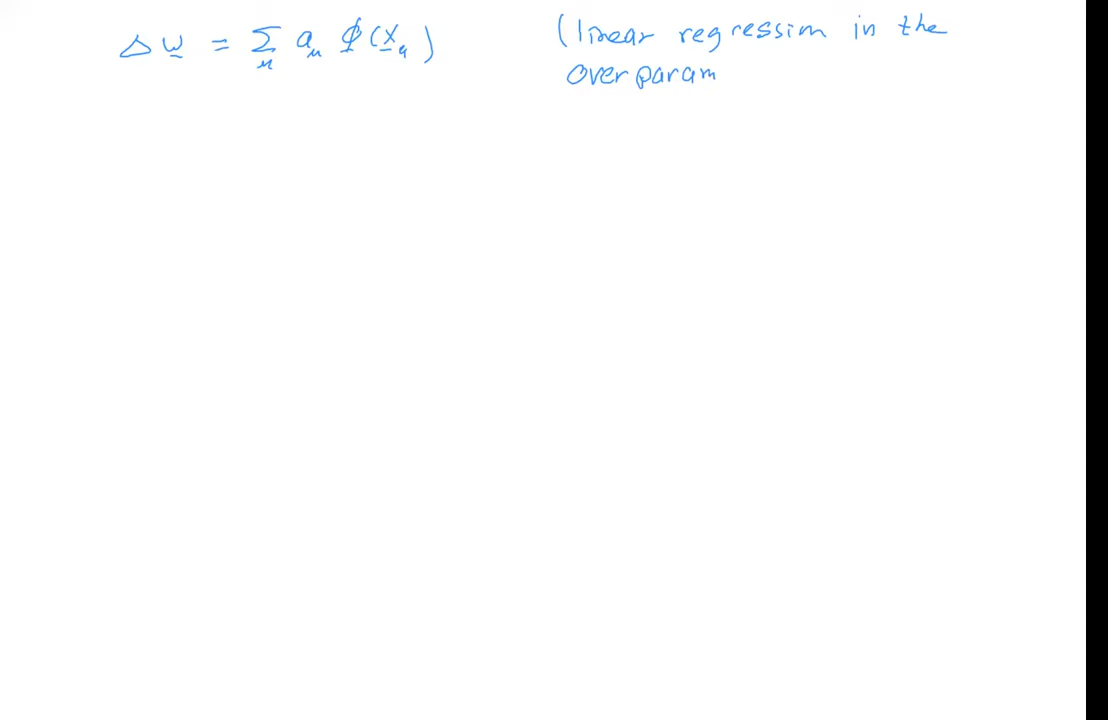 Δw = Σ_μ a_μ ϕ(x_μ)
(linear regression in the
overparam